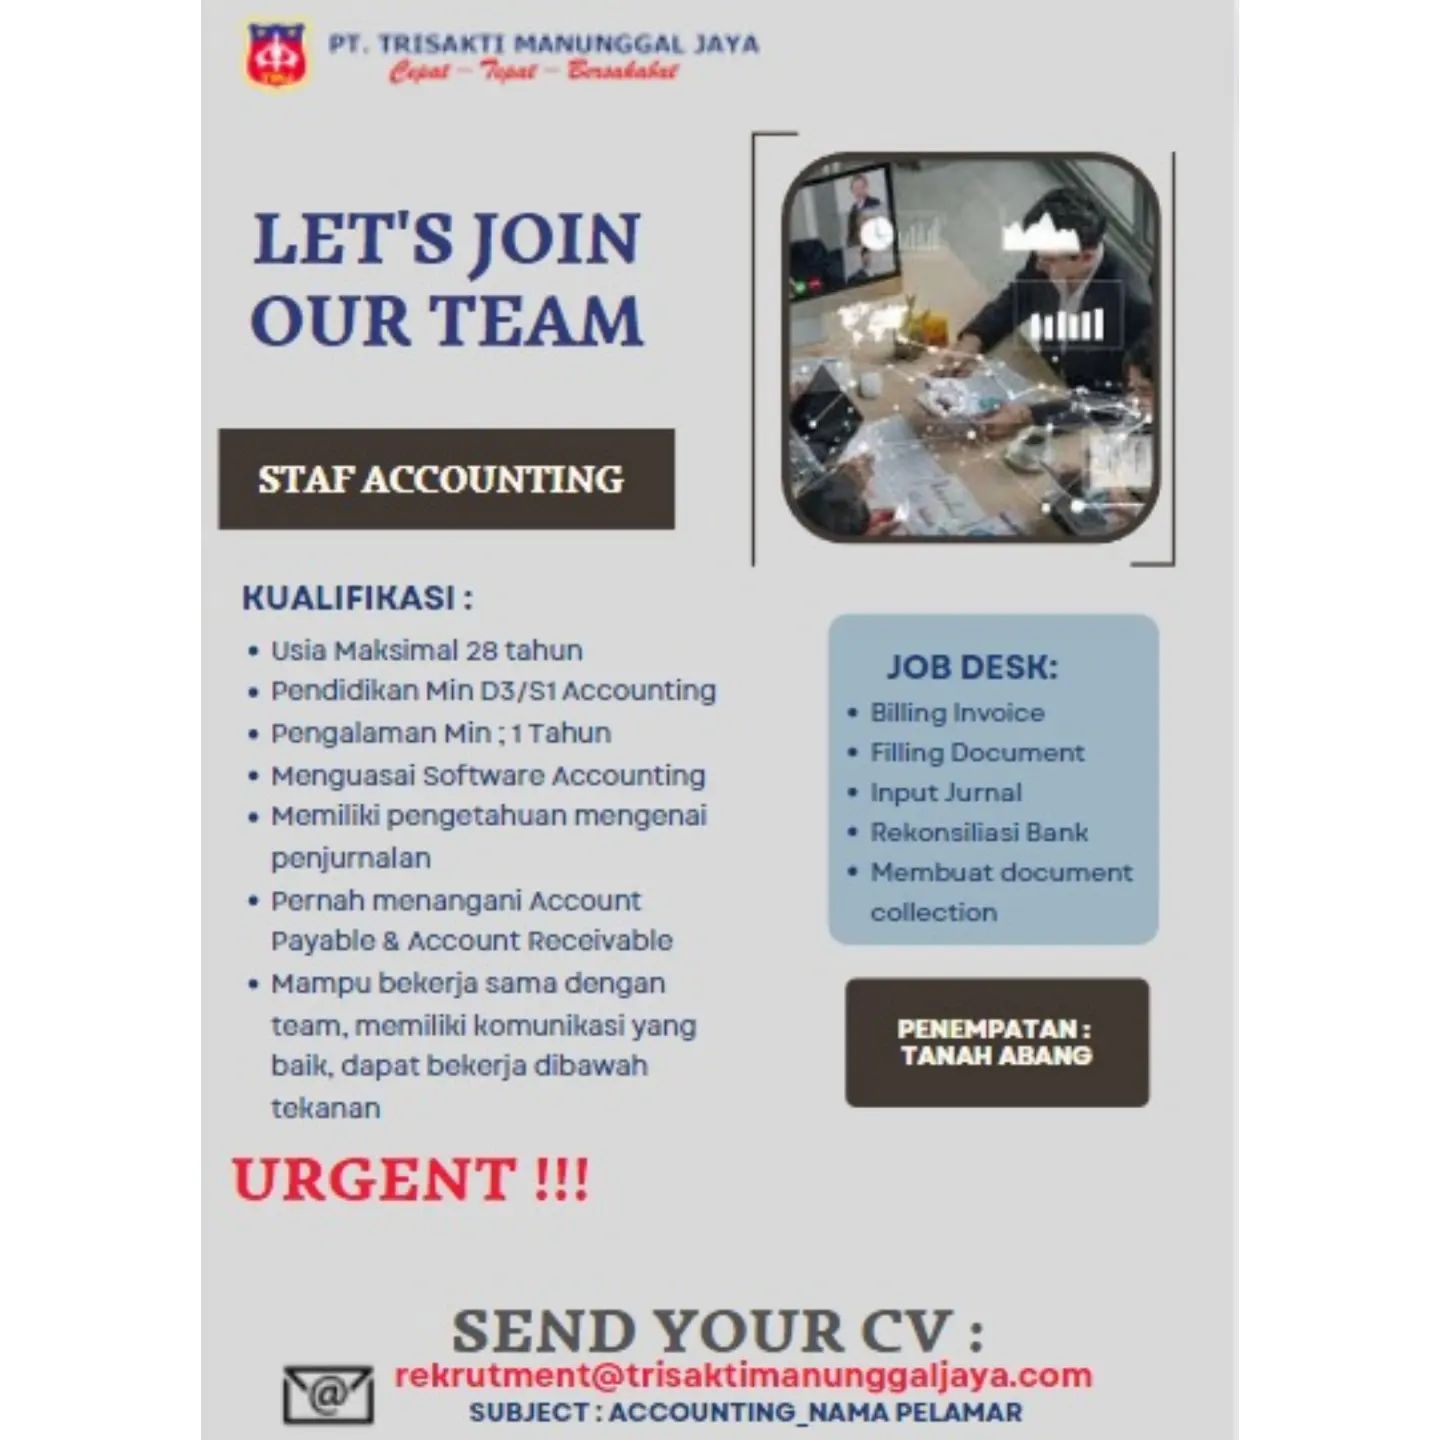 PT. TRISAKTI MANUNGGAL JAYA
Cepat - Tepat - Bersahabat
LET'S JOIN
OUR TEAM
STAF ACCOUNTING
KUALIFIKASI :
• Usia Maksimal 28 tahun
• Pendidikan Min D3/S1 Accounting
• Pengalaman Min ; 1 Tahun
• Menguasai Software Accounting
• Memiliki pengetahuan mengenai
penjurnalan
• Pernah menangani Account
Payable & Account Receivable
• Mampu bekerja sama dengan
team, memiliki komunikasi yang
baik, dapat bekerja dibawah
tekanan
JOB DESK:
• Billing Invoice
• Filling Document
• Input Jurnal
• Rekonsiliasi Bank
• Membuat document
collection
PENEMPATAN :
TANAH ABANG
URGENT !!!
SEND YOUR CV :
rekrutment@trisaktimanunggaljaya.com
SUBJECT : ACCOUNTING_NAMA PELAMAR